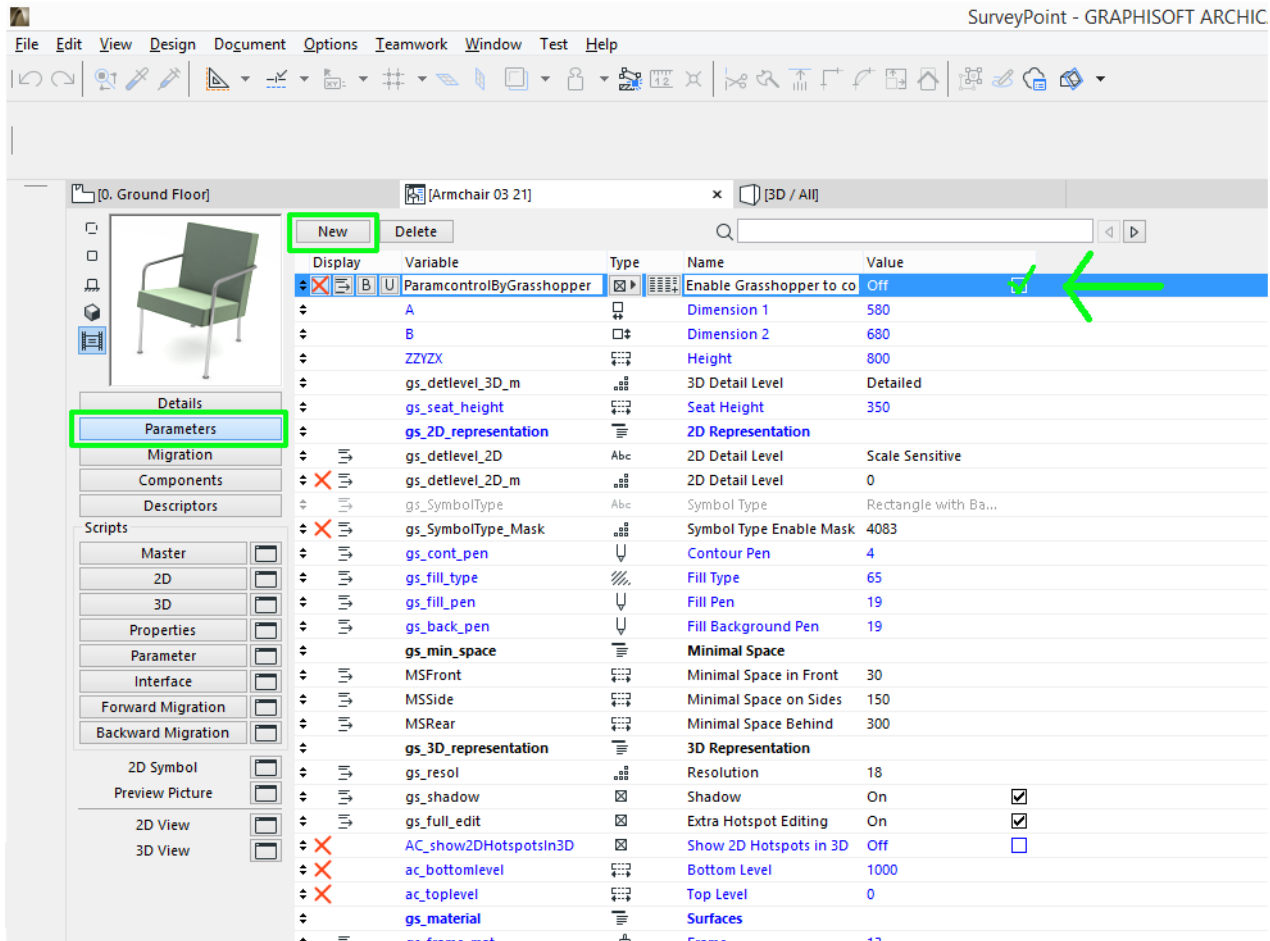 SurveyPoint - GRAPHISOFT ARCHIC
File Edit View Design Document Options Teamwork Window Test Help
[0. Ground Floor] [Armchair 03 21] × [3D / All]
New Delete
Display Variable Type Name Value
B U ParamcontrolByGrasshopper Enable Grasshopper to co Off
A Dimension 1 580
B Dimension 2 680
ZZYZX Height 800
gs_detlevel_3D_m 3D Detail Level Detailed
gs_seat_height Seat Height 350
gs_2D_representation 2D Representation
gs_detlevel_2D Abc 2D Detail Level Scale Sensitive
gs_detlevel_2D_m 2D Detail Level 0
gs_SymbolType Abc Symbol Type Rectangle with Ba...
gs_SymbolType_Mask Symbol Type Enable Mask 4083
gs_cont_pen Contour Pen 4
gs_fill_type Fill Type 65
gs_fill_pen Fill Pen 19
gs_back_pen Fill Background Pen 19
gs_min_space Minimal Space
MSFront Minimal Space in Front 30
MSSide Minimal Space on Sides 150
MSRear Minimal Space Behind 300
gs_3D_representation 3D Representation
gs_resol Resolution 18
gs_shadow Shadow On
gs_full_edit Extra Hotspot Editing On
AC_show2DHotspotsIn3D Show 2D Hotspots in 3D Off
ac_bottomlevel Bottom Level 1000
ac_toplevel Top Level 0
gs_material Surfaces
Details
Parameters
Migration
Components
Descriptors
Scripts
Master
2D
3D
Properties
Parameter
Interface
Forward Migration
Backward Migration
2D Symbol
Preview Picture
2D View
3D View